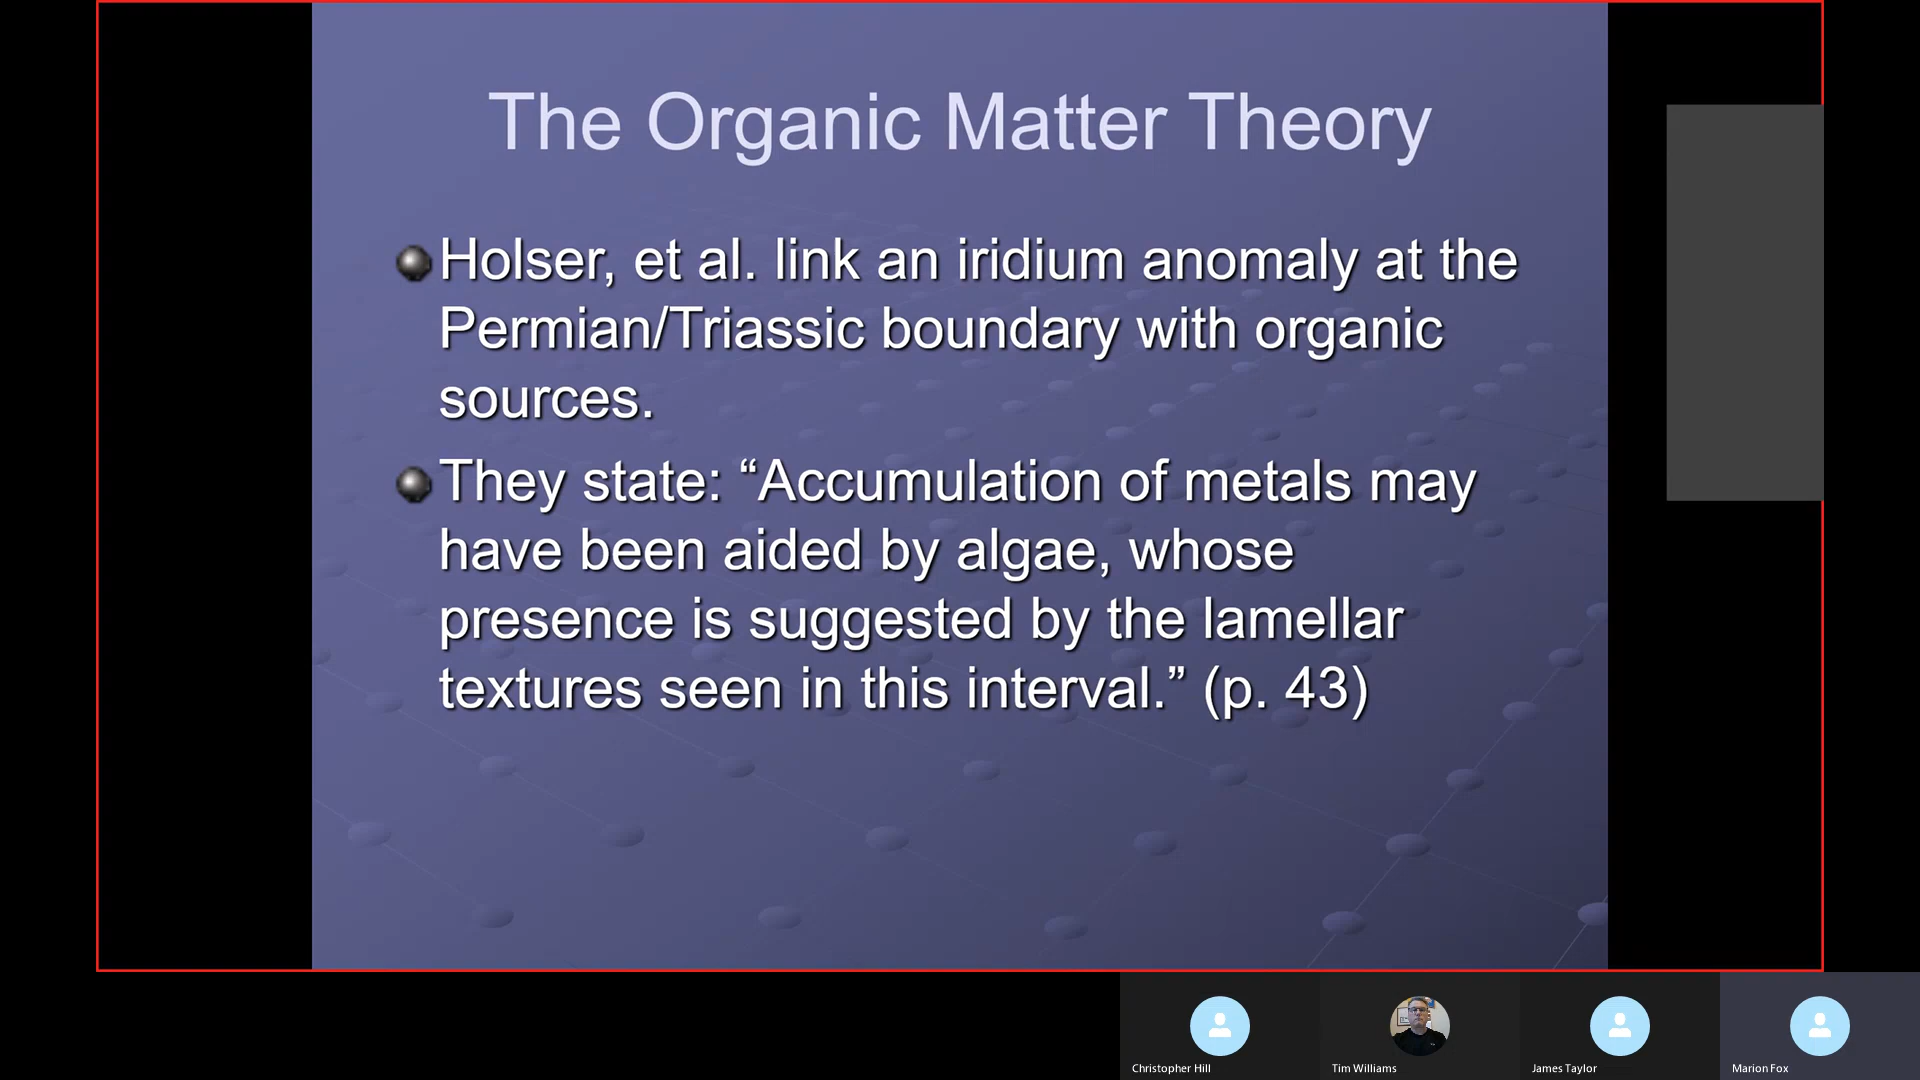 The Organic Matter Theory
Holser, et al. link an iridium anomaly at the
Permian/Triassic boundary with organic
sources.
They state: “Accumulation of metals may
have been aided by algae, whose
presence is suggested by the lamellar
textures seen in this interval.” (p. 43)
Christopher Hill
Tim Williams
James Taylor
Marion Fox